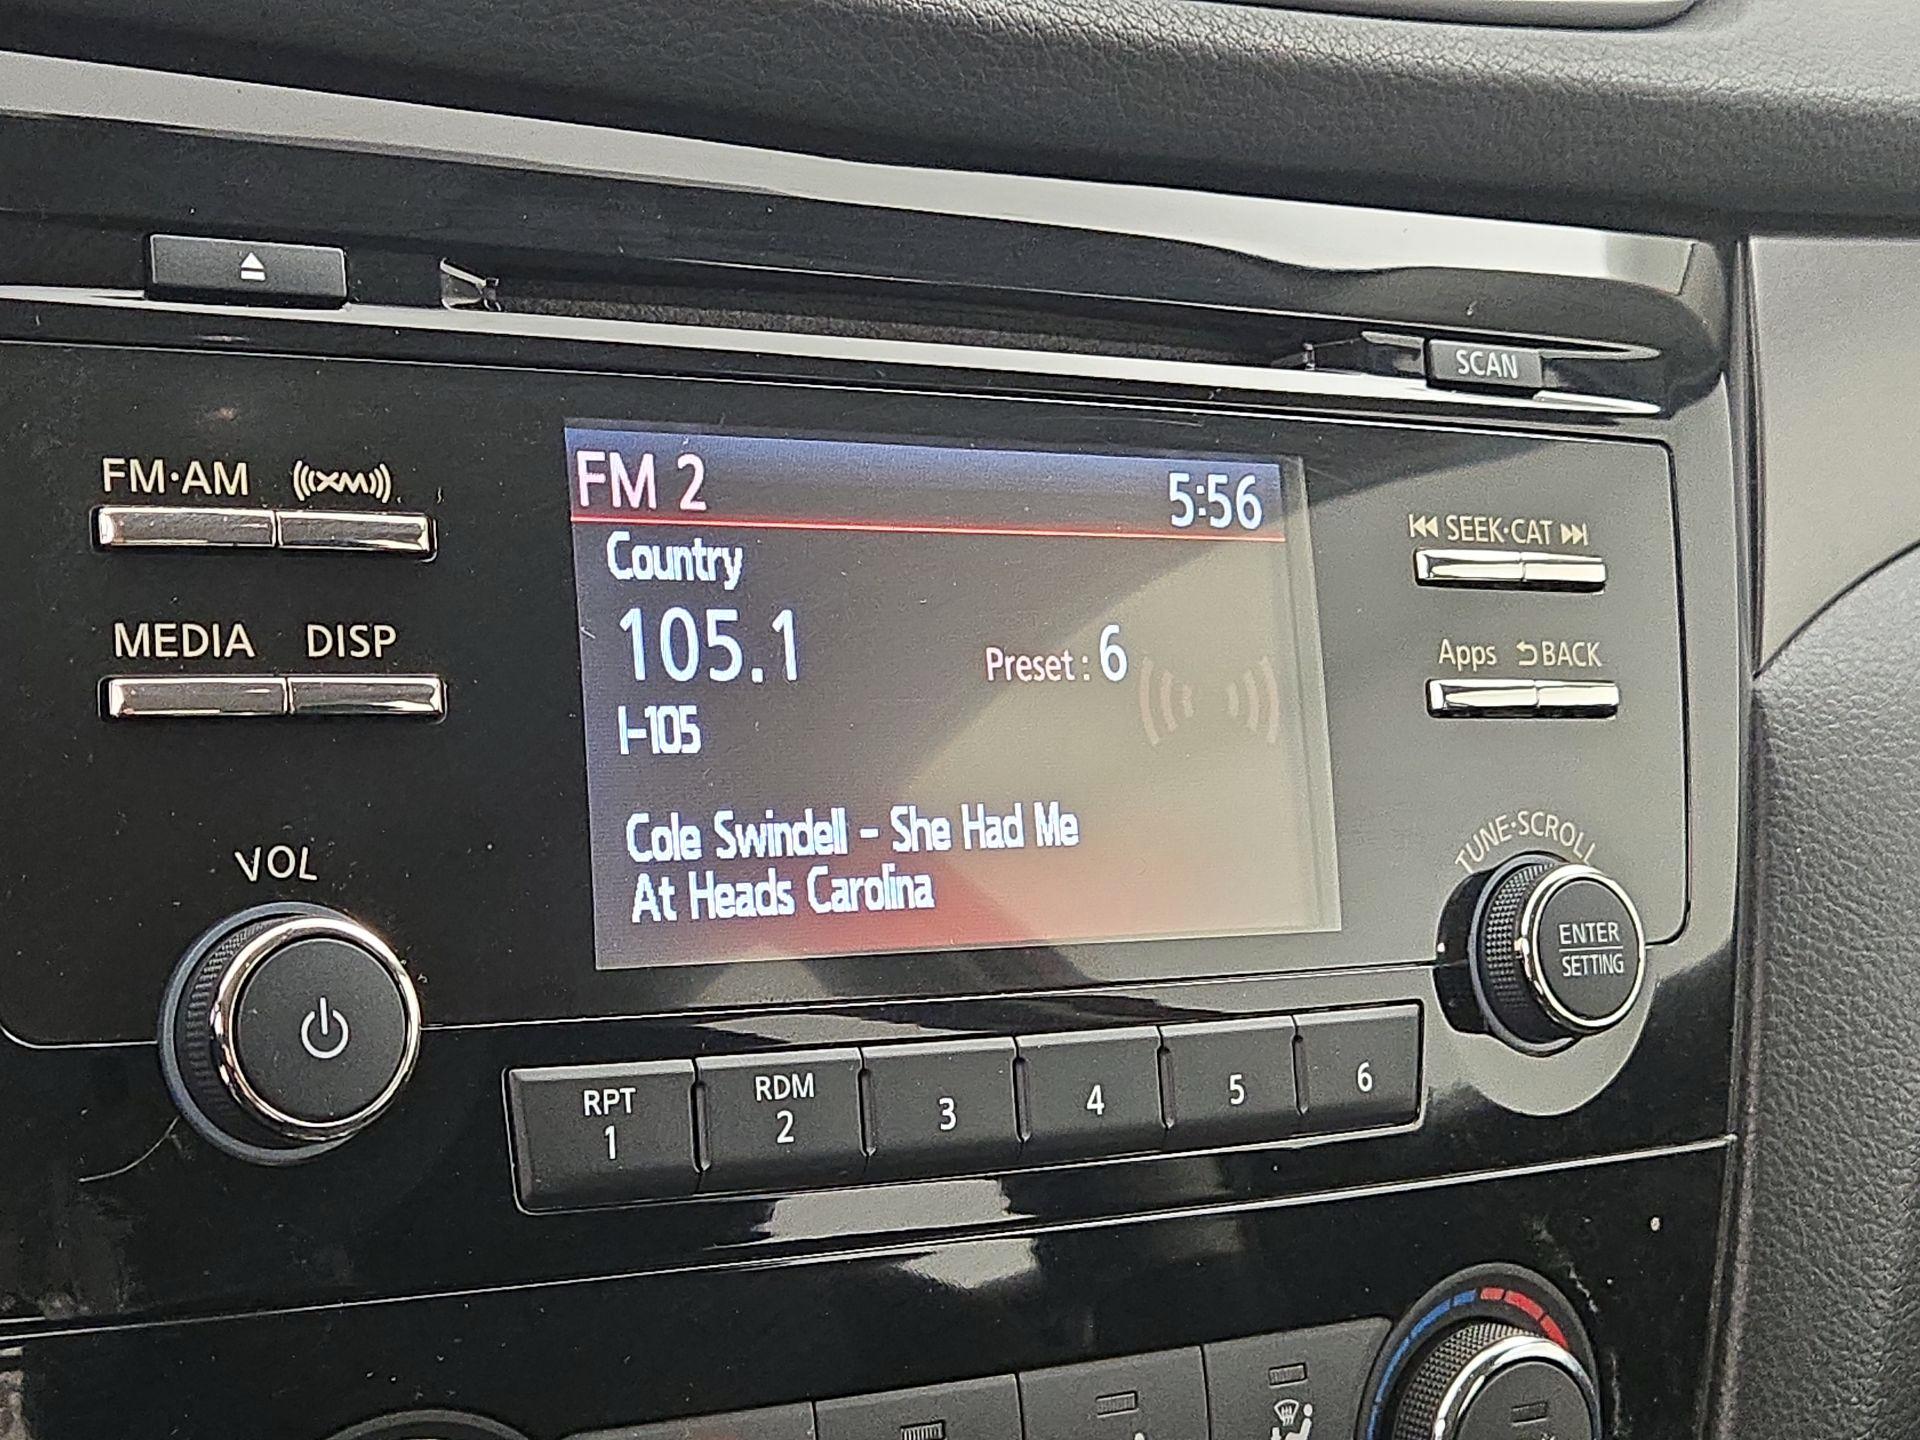 SCAN
FM·AM XM
FM 2 5:56
SEEK·CAT
Country
105.1 Preset : 6
MEDIA DISP
Apps BACK
I-105
Cole Swindell - She Had Me
At Heads Carolina
VOL
TUNE·SCROLL
ENTER
SETTING
RPT RDM
1 2 3 4 5 6